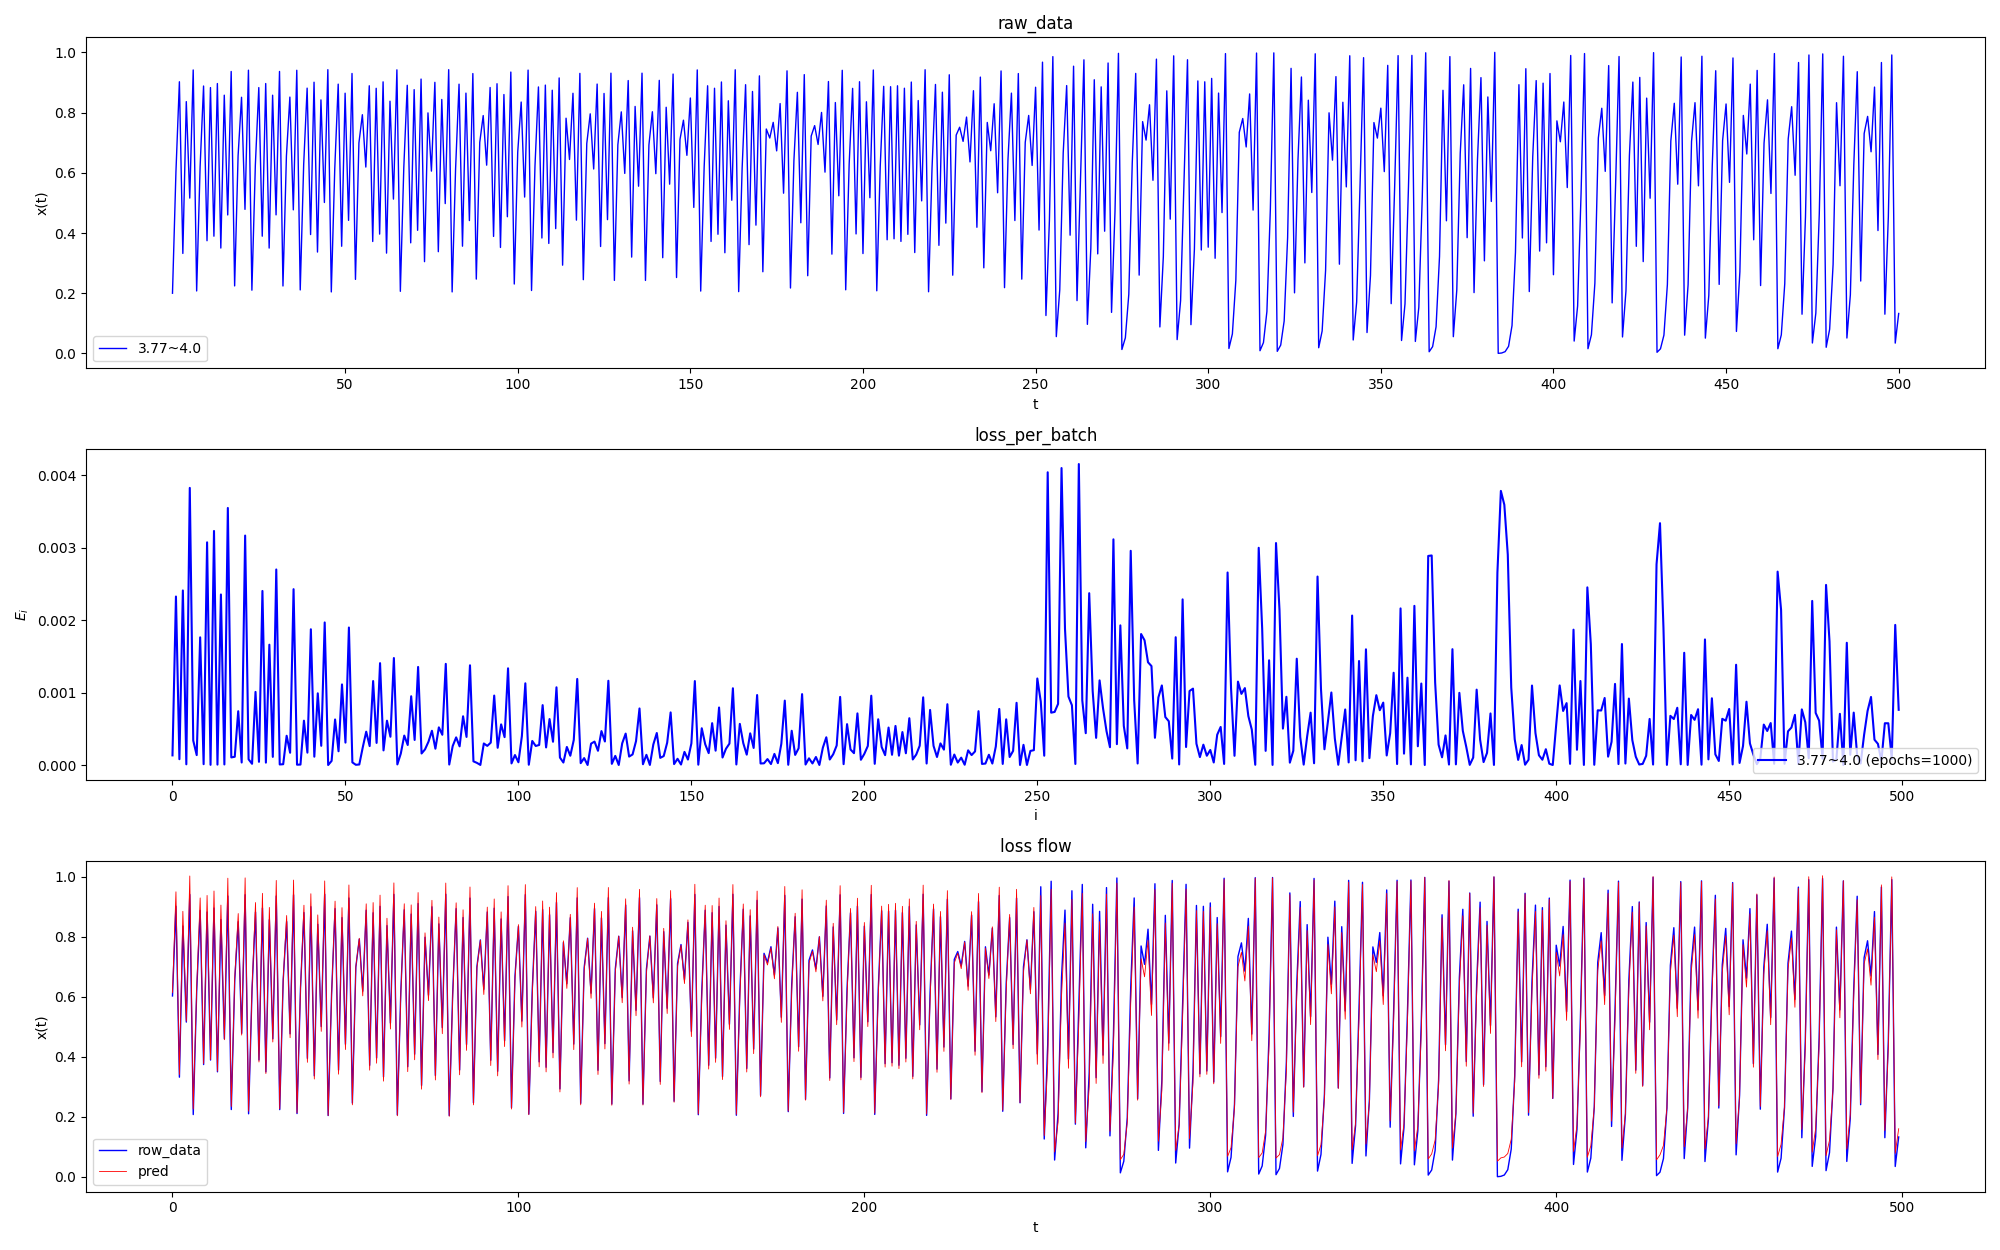 raw_data
1.0
0.8
0.6
0.4
0.2
0.0
x(t)
3.77~4.0
50 100 150 200 250 300 350 400 450 500
t
loss_per_batch
0.004
0.003
0.002
0.001
0.000
E_i
3.77~4.0 (epochs=1000)
0 50 100 150 200 250 300 350 400 450 500
i
loss flow
1.0
0.8
0.6
0.4
0.2
0.0
x(t)
row_data
pred
0 100 200 300 400 500
t